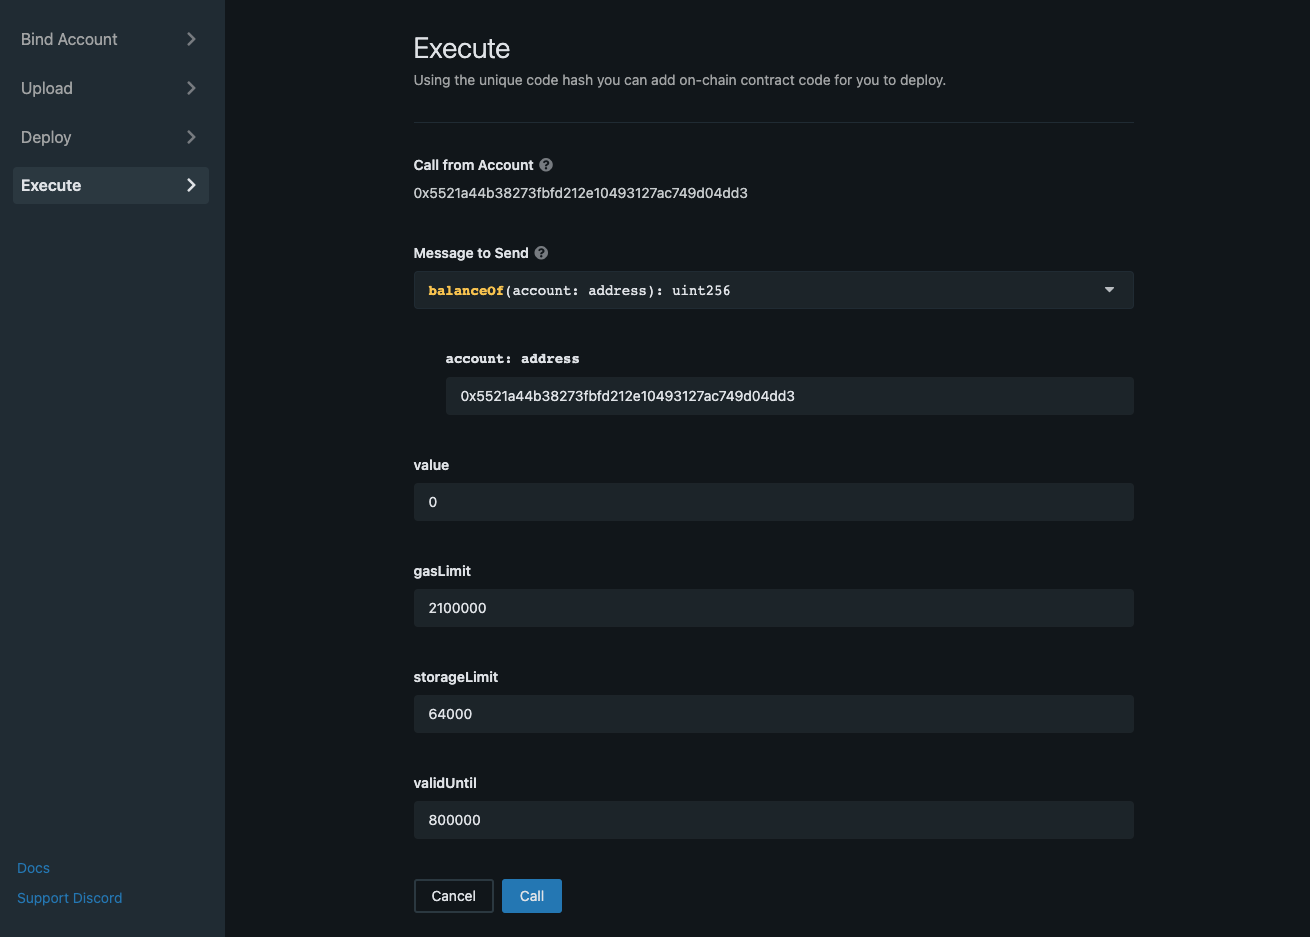 Bind Account
Upload
Deploy
Execute
Docs
Support Discord
Execute
Using the unique code hash you can add on-chain contract code for you to deploy.
Call from Account
0x5521a44b38273fbfd212e10493127ac749d04dd3
Message to Send
balanceOf(account: address): uint256
account: address
0x5521a44b38273fbfd212e10493127ac749d04dd3
value
0
gasLimit
2100000
storageLimit
64000
validUntil
800000
Cancel
Call